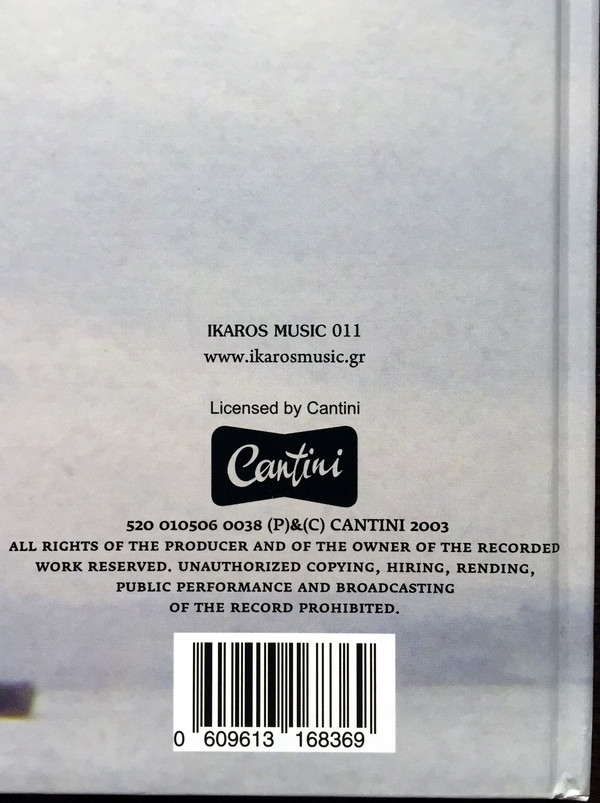 IKAROS MUSIC 011
www.ikarosmusic.gr
Licensed by Cantini
Cantini
520 010506 0038 (P)&(C) CANTINI 2003
ALL RIGHTS OF THE PRODUCER AND OF THE OWNER OF THE RECORDED
WORK RESERVED. UNAUTHORIZED COPYING, HIRING, RENDING,
PUBLIC PERFORMANCE AND BROADCASTING
OF THE RECORD PROHIBITED.
0 609613 168369